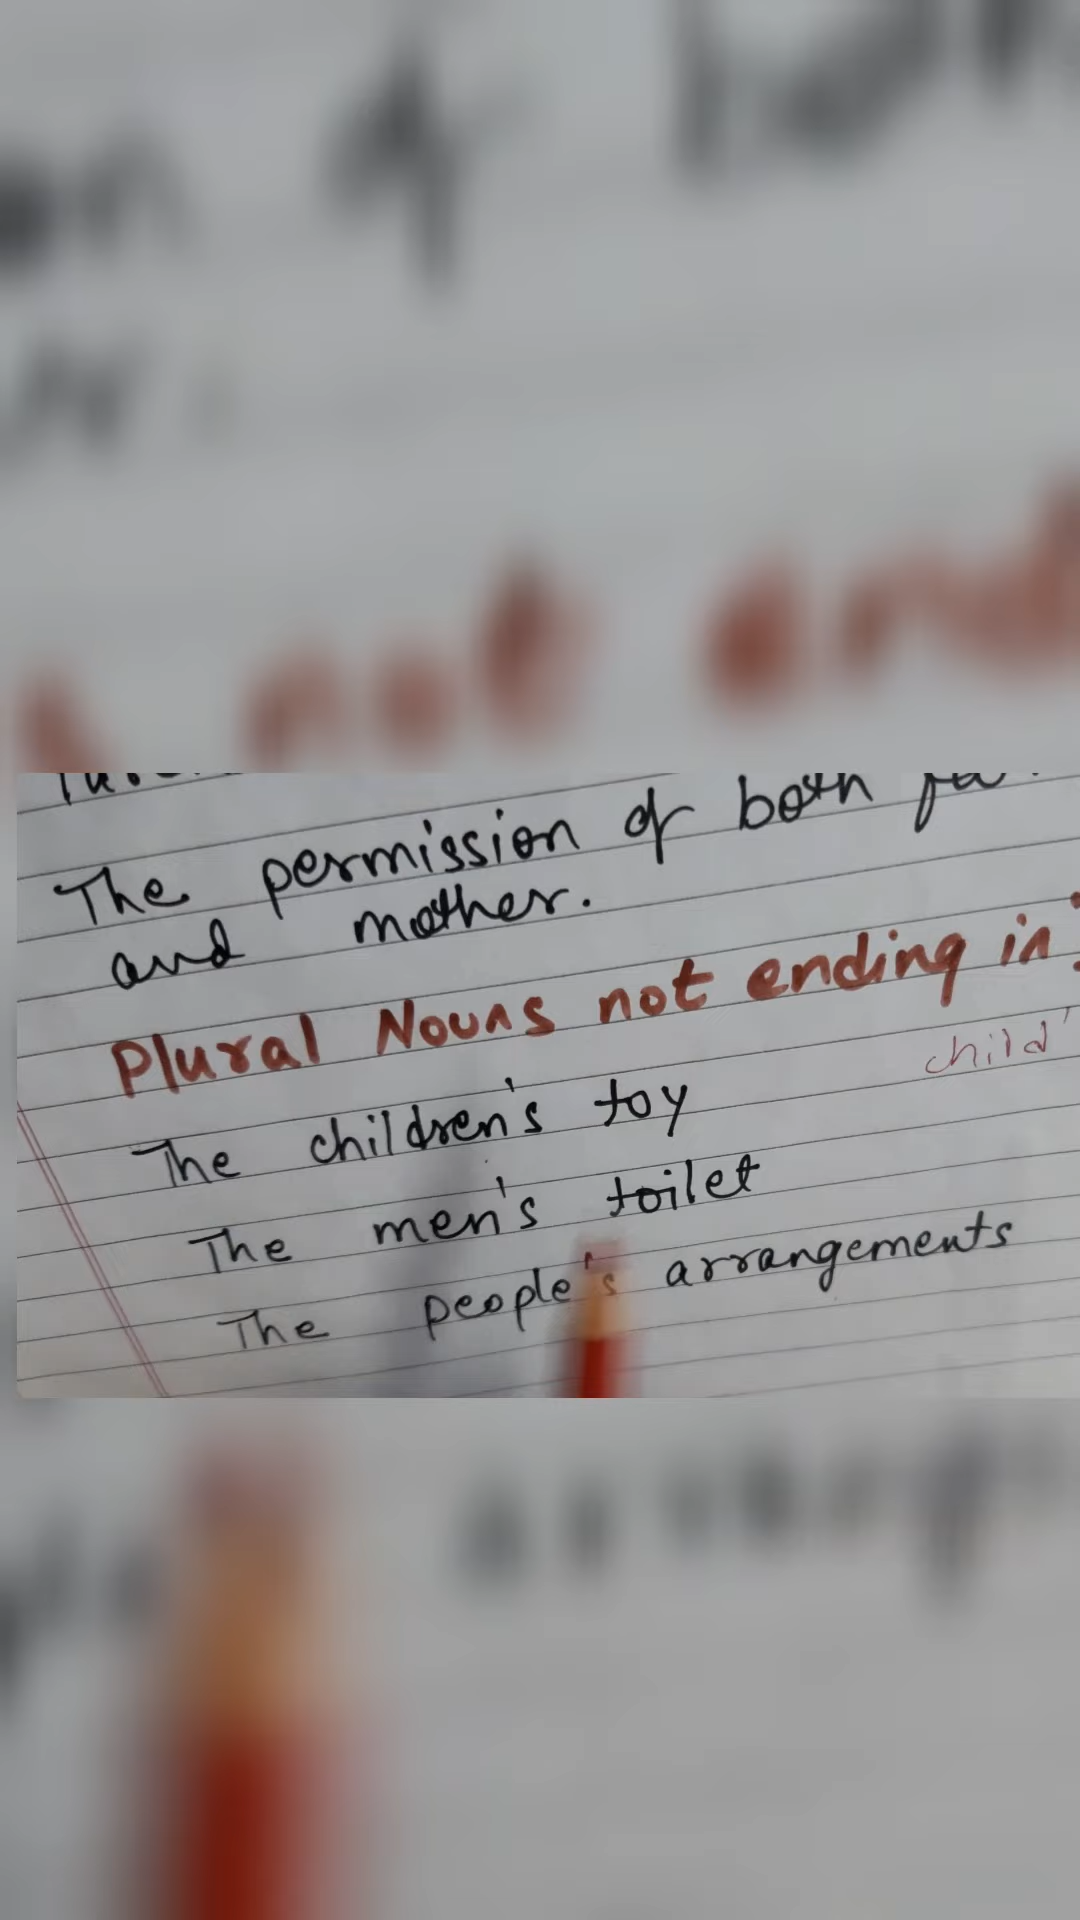 The permission of both
and mother.
Plural Nouns not ending in
child'
The children's toy
The men's toilet
The people's arrangements